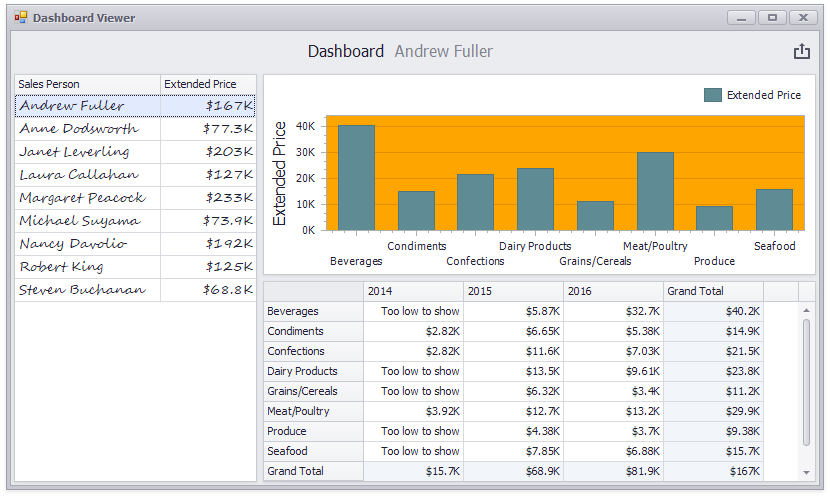 Dashboard Viewer
Dashboard Andrew Fuller
Sales Person Extended Price
Andrew Fuller $167K
Anne Dodsworth $77.3K
Janet Leverling $203K
Laura Callahan $127K
Margaret Peacock $233K
Michael Suyama $73.9K
Nancy Davolio $192K
Robert King $125K
Steven Buchanan $68.8K
Extended Price
Extended Price
40K
30K
20K
10K
0K
Condiments Dairy Products Meat/Poultry Seafood
Beverages Confections Grains/Cereals Produce
2014 2015 2016 Grand Total
Beverages Too low to show $5.87K $32.7K $40.2K
Condiments $2.82K $6.65K $5.38K $14.9K
Confections $2.82K $11.6K $7.03K $21.5K
Dairy Products Too low to show $13.5K $9.61K $23.8K
Grains/Cereals Too low to show $6.32K $3.4K $11.2K
Meat/Poultry $3.92K $12.7K $13.2K $29.9K
Produce Too low to show $4.38K $3.7K $9.38K
Seafood Too low to show $7.85K $6.88K $15.7K
Grand Total $15.7K $68.9K $81.9K $167K